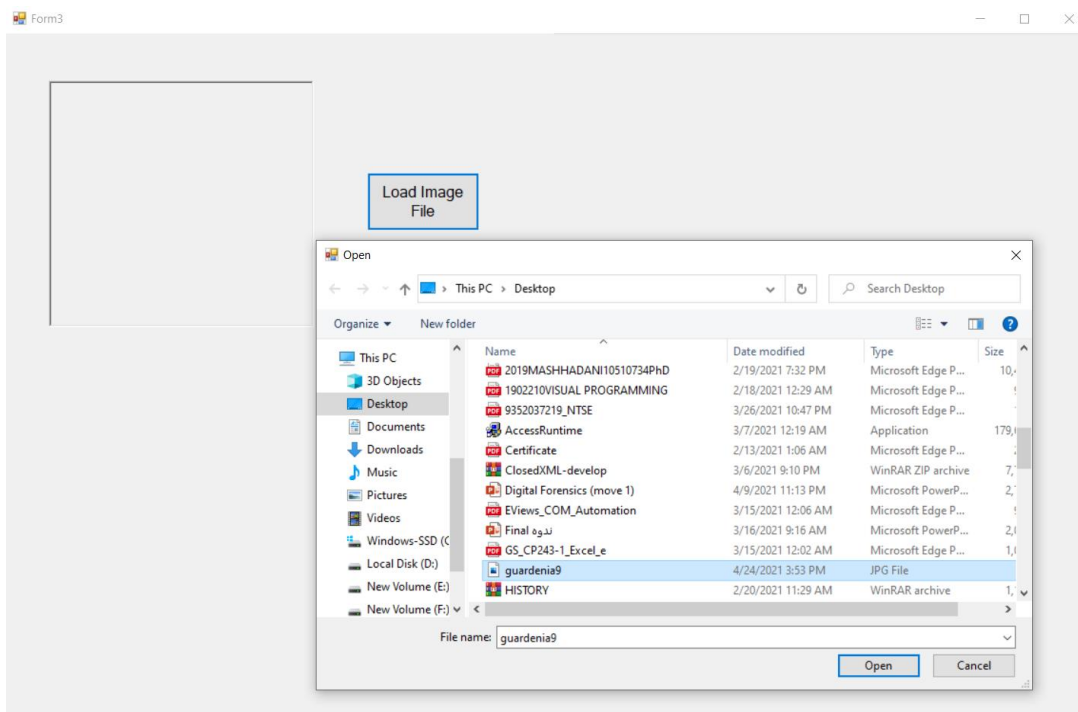 Form3
Load Image
File
Open
This PC > Desktop
Search Desktop
Organize
New folder
Name Date modified Type Size
2019MASHHADANI10510734PhD 2/19/2021 7:32 PM Microsoft Edge P... 10,
1902210VISUAL PROGRAMMING 2/18/2021 12:29 AM Microsoft Edge P...
9352037219_NTSE 3/26/2021 10:47 PM Microsoft Edge P...
AccessRuntime 3/7/2021 12:19 AM Application 179,
Certificate 2/13/2021 1:06 AM Microsoft Edge P...
ClosedXML-develop 3/6/2021 9:10 PM WinRAR ZIP archive 7,
Digital Forensics (move 1) 4/9/2021 11:13 PM Microsoft PowerP... 2,
EViews_COM_Automation 3/15/2021 12:06 AM Microsoft Edge P...
Final ندوه 3/16/2021 9:16 AM Microsoft PowerP... 2,
GS_CP243-1_Excel_e 3/15/2021 12:02 AM Microsoft Edge P... 1,
guardenia9 4/24/2021 3:53 PM JPG File
HISTORY 2/20/2021 11:29 AM WinRAR archive 1,
This PC
3D Objects
Desktop
Documents
Downloads
Music
Pictures
Videos
Windows-SSD (C
Local Disk (D:)
New Volume (E:)
New Volume (F:)
File name: guardenia9
Open Cancel